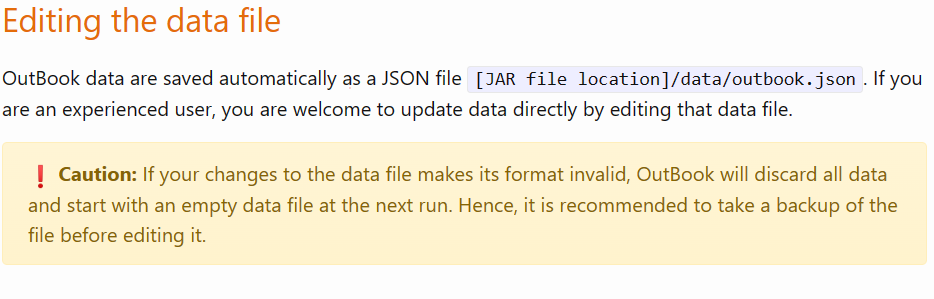 Editing the data file
OutBook data are saved automatically as a JSON file [JAR file location]/data/outbook.json. If you
are an experienced user, you are welcome to update data directly by editing that data file.
❗ Caution: If your changes to the data file makes its format invalid, OutBook will discard all data
and start with an empty data file at the next run. Hence, it is recommended to take a backup of the
file before editing it.